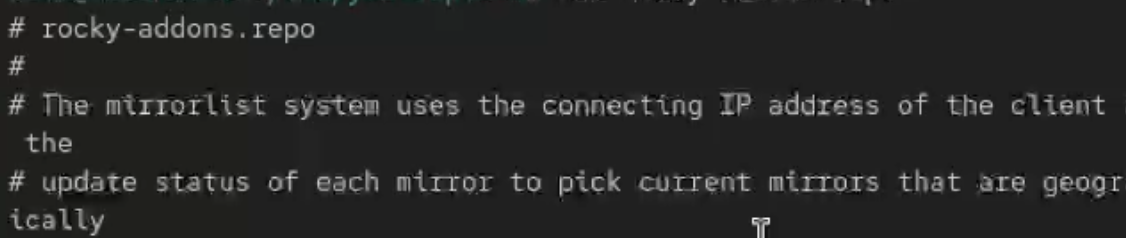 # rocky-addons.repo
#
# The mirrorlist system uses the connecting IP address of the client
the
# update status of each mirror to pick current mirrors that are geogr
ically